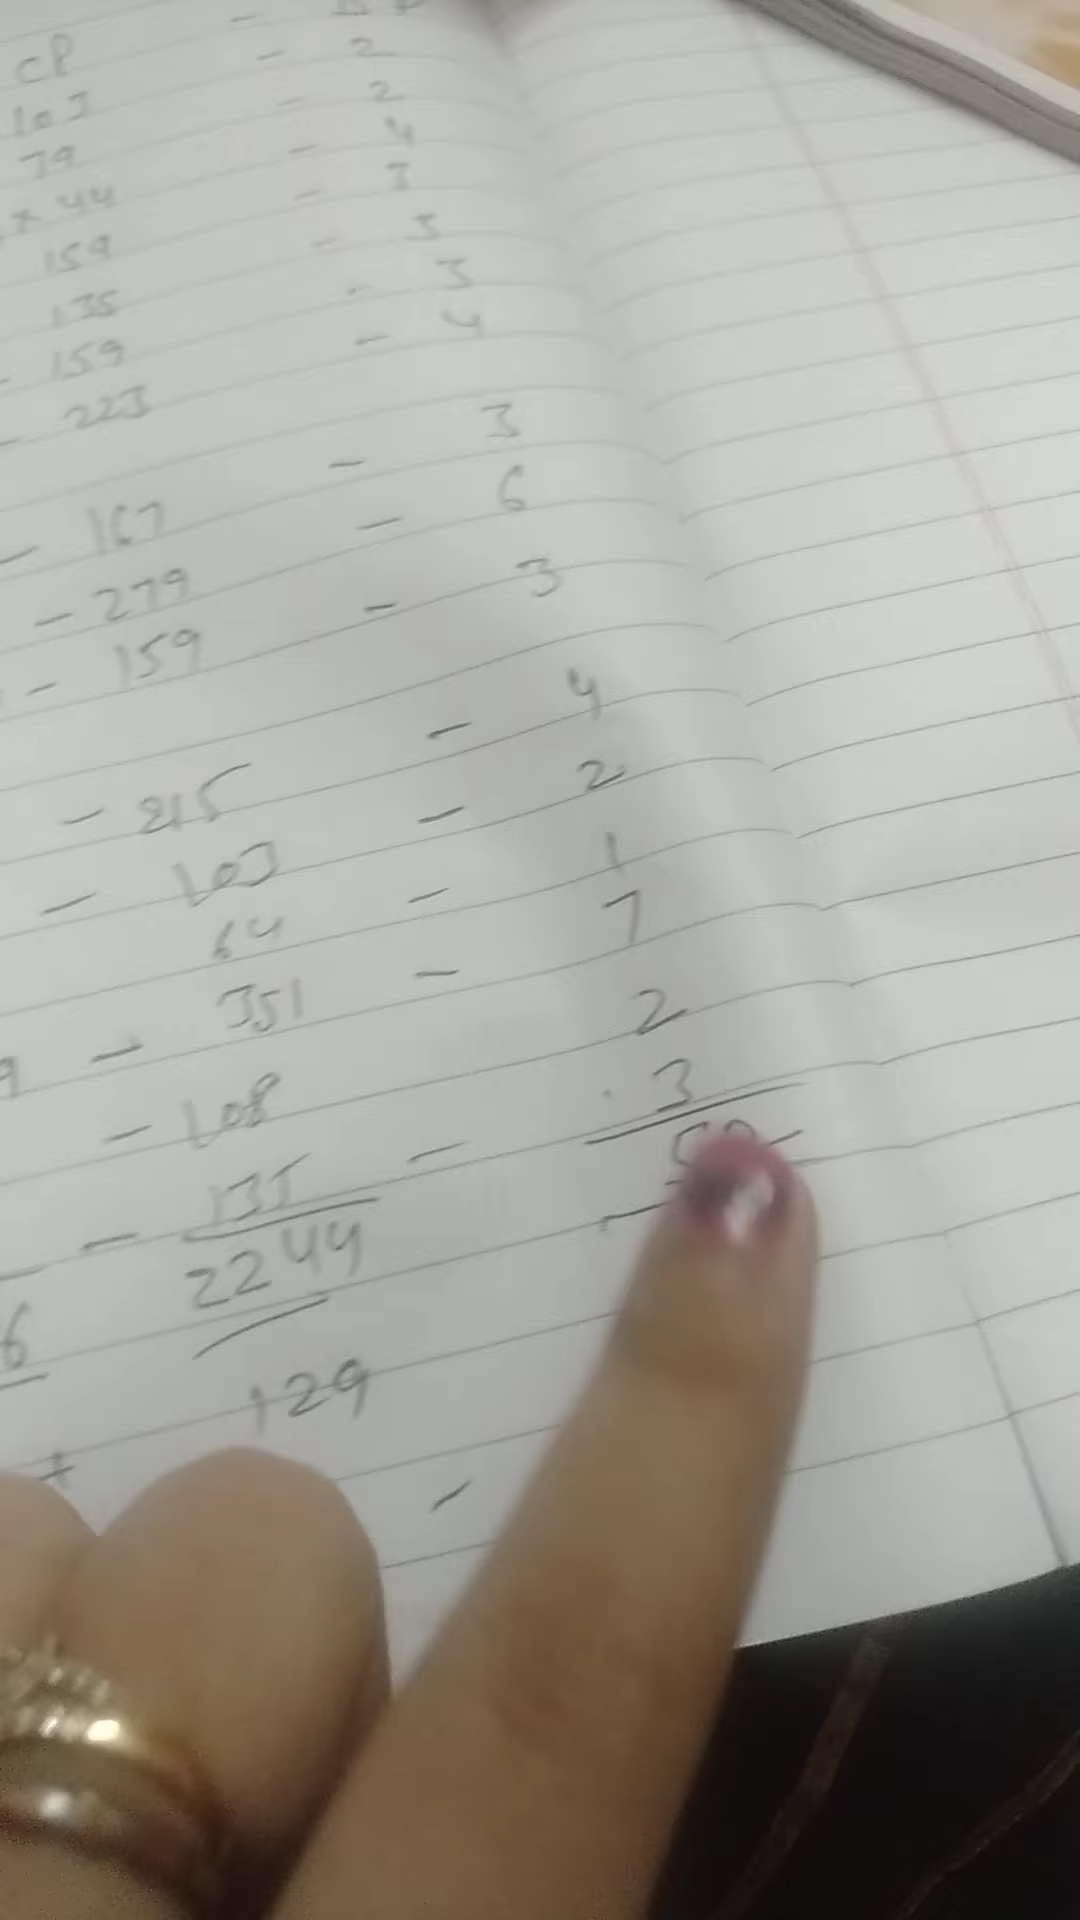 CP -
103 - 2
79 - 2
x 44 - 4
159 - 3
135 - 3
- 159 - 3
- 223 - 4
- 167 - 3
- 279 - 6
- 159 - 3
- 215 - 4
- 103 - 2
64 - 1
9 - 351 - 7
- 108 2
- 135 - 3
6 2244
+ 129 -